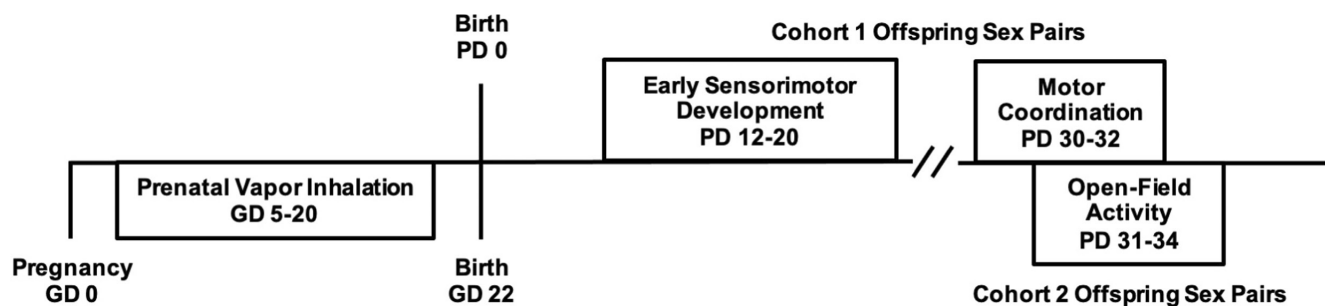 Birth
PD 0
Cohort 1 Offspring Sex Pairs
Early Sensorimotor
Development
PD 12-20
Motor
Coordination
PD 30-32
Prenatal Vapor Inhalation
GD 5-20
Open-Field
Activity
PD 31-34
Pregnancy
GD 0
Birth
GD 22
Cohort 2 Offspring Sex Pairs